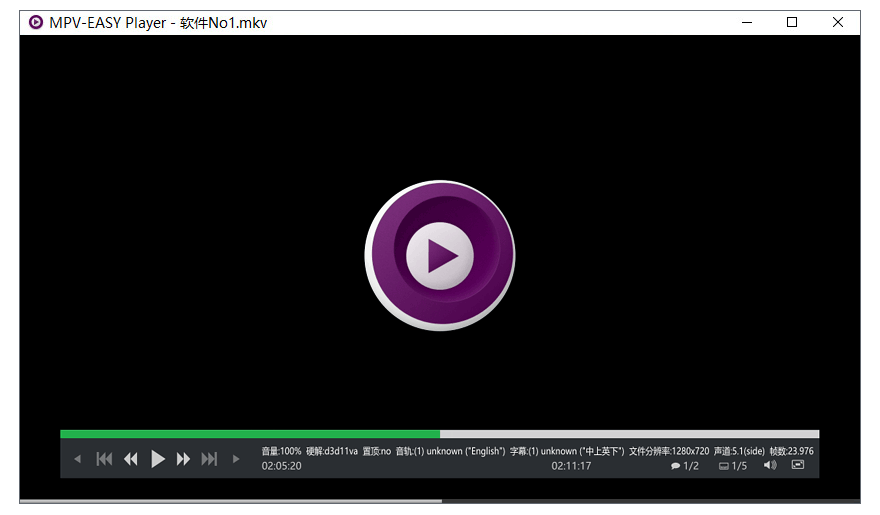 MPV-EASY Player - 软件No1.mkv
音量:100% 硬解:d3d11va 置顶:no 音轨:(1) unknown ("English") 字幕:(1) unknown ("中上英下") 文件分辨率:1280x720 声道:5.1(side) 帧数:23.976
02:05:20 02:11:17 1/2 1/5